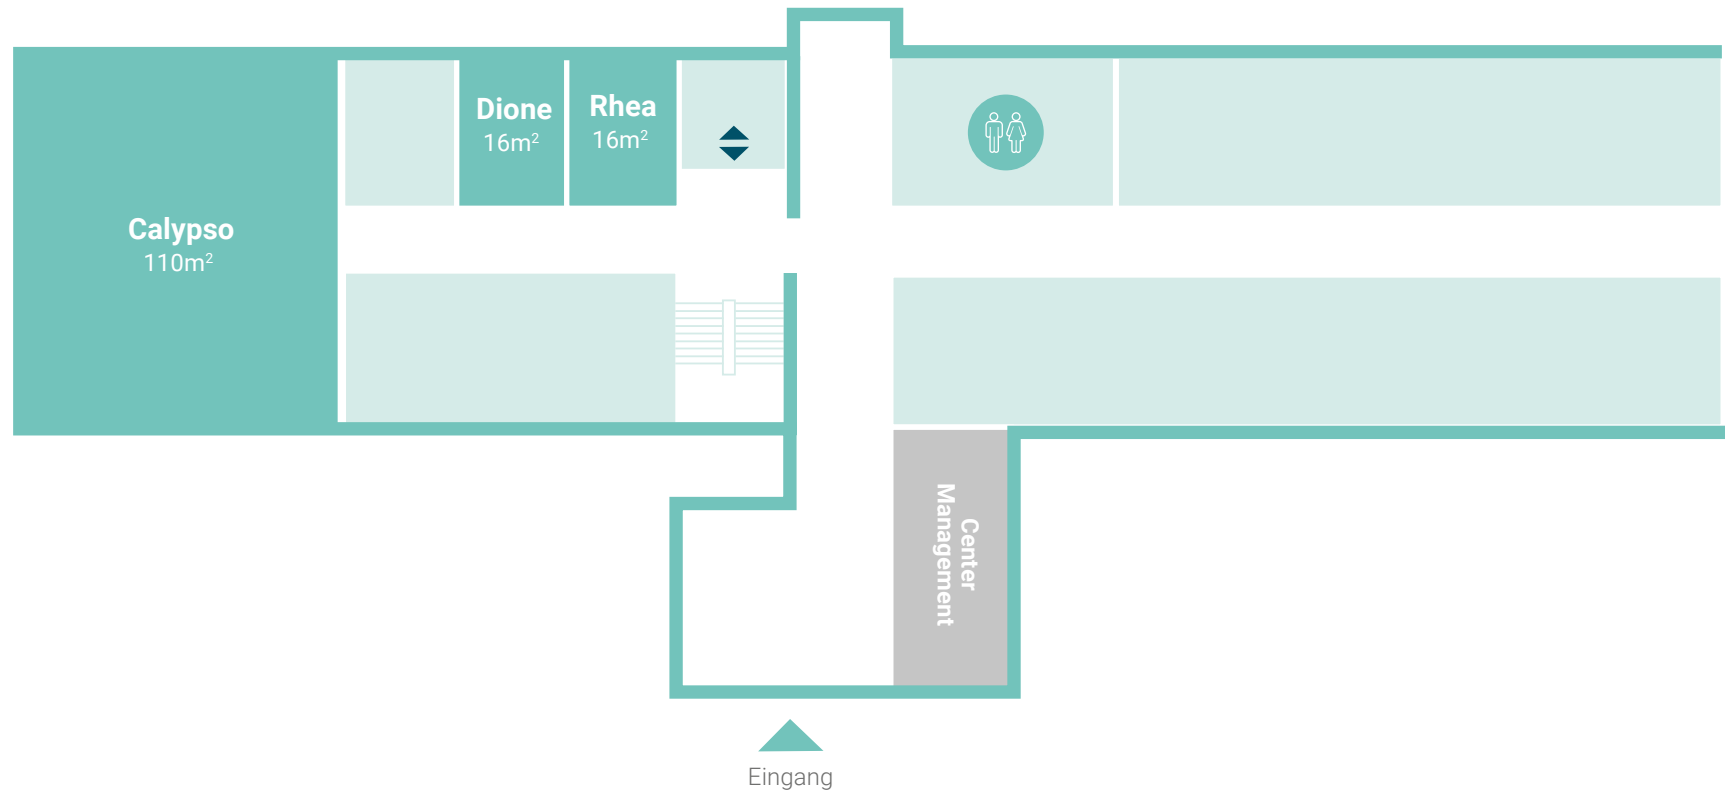 Dione
16m²
Rhea
16m²
Calypso
110m²
Center
Management
Eingang